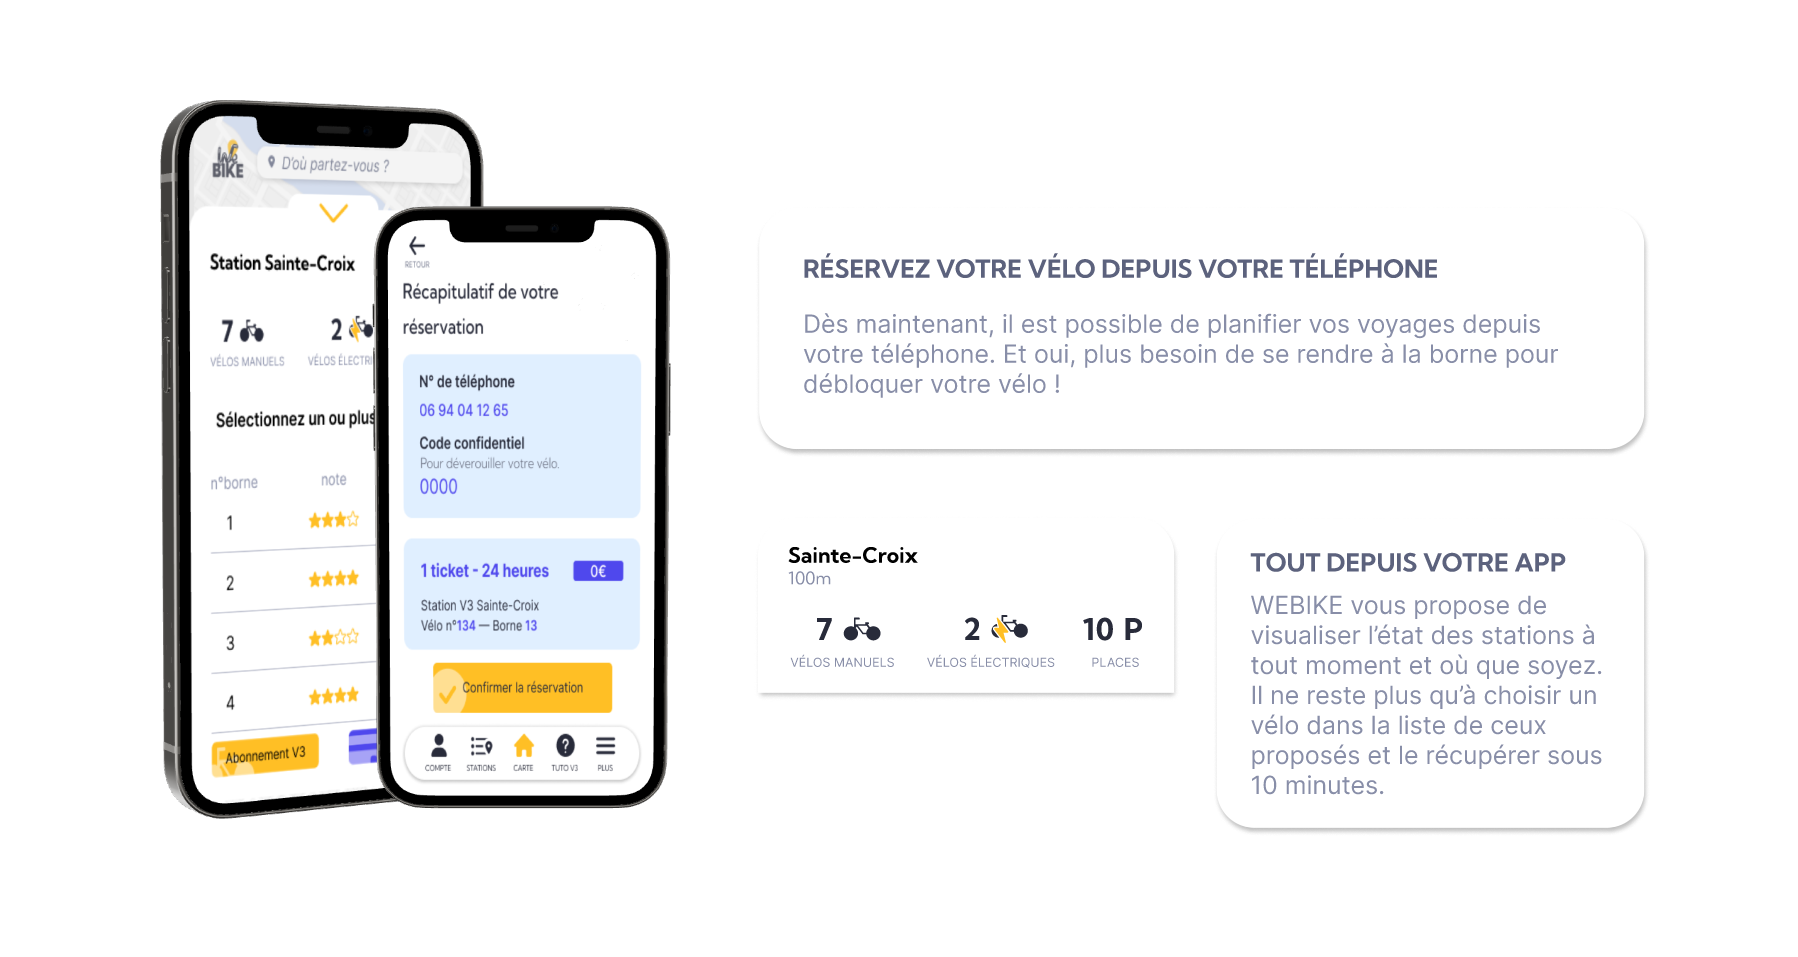 WE
BIKE
D'où partez-vous ?
Station Sainte-Croix
7
2
VÉLOS MANUELS
VÉLOS ÉLECTRI
Sélectionnez un ou plus
n°borne
note
1
2
3
4
Abonnement V3
RETOUR
Récapitulatif de votre
réservation
N° de téléphone
06 94 04 12 65
Code confidentiel
Pour déverouiller votre vélo.
0000
1 ticket - 24 heures
0€
Station V3 Sainte-Croix
Vélo n°134 — Borne 13
Confirmer la réservation
COMPTE
STATIONS
CARTE
TUTO V3
PLUS
RÉSERVEZ VOTRE VÉLO DEPUIS VOTRE TÉLÉPHONE
Dès maintenant, il est possible de planifier vos voyages depuis
votre téléphone. Et oui, plus besoin de se rendre à la borne pour
débloquer votre vélo !
Sainte-Croix
100m
7
2
10 P
VÉLOS MANUELS
VÉLOS ÉLECTRIQUES
PLACES
TOUT DEPUIS VOTRE APP
WEBIKE vous propose de
visualiser l'état des stations à
tout moment et où que soyez.
Il ne reste plus qu'à choisir un
vélo dans la liste de ceux
proposés et le récupérer sous
10 minutes.